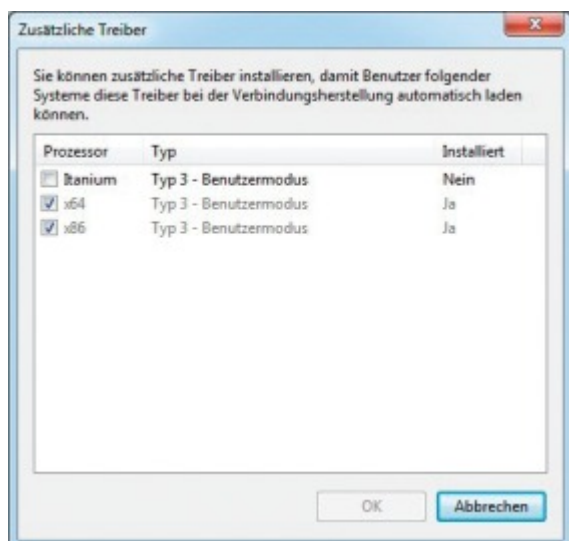 Zusätzliche Treiber
Sie können zusätzliche Treiber installieren, damit Benutzer folgender
Systeme diese Treiber bei der Verbindungsherstellung automatisch laden
können.
Prozessor Typ Installiert
Itanium Typ 3 - Benutzermodus Nein
x64 Typ 3 - Benutzermodus Ja
x86 Typ 3 - Benutzermodus Ja
OK Abbrechen